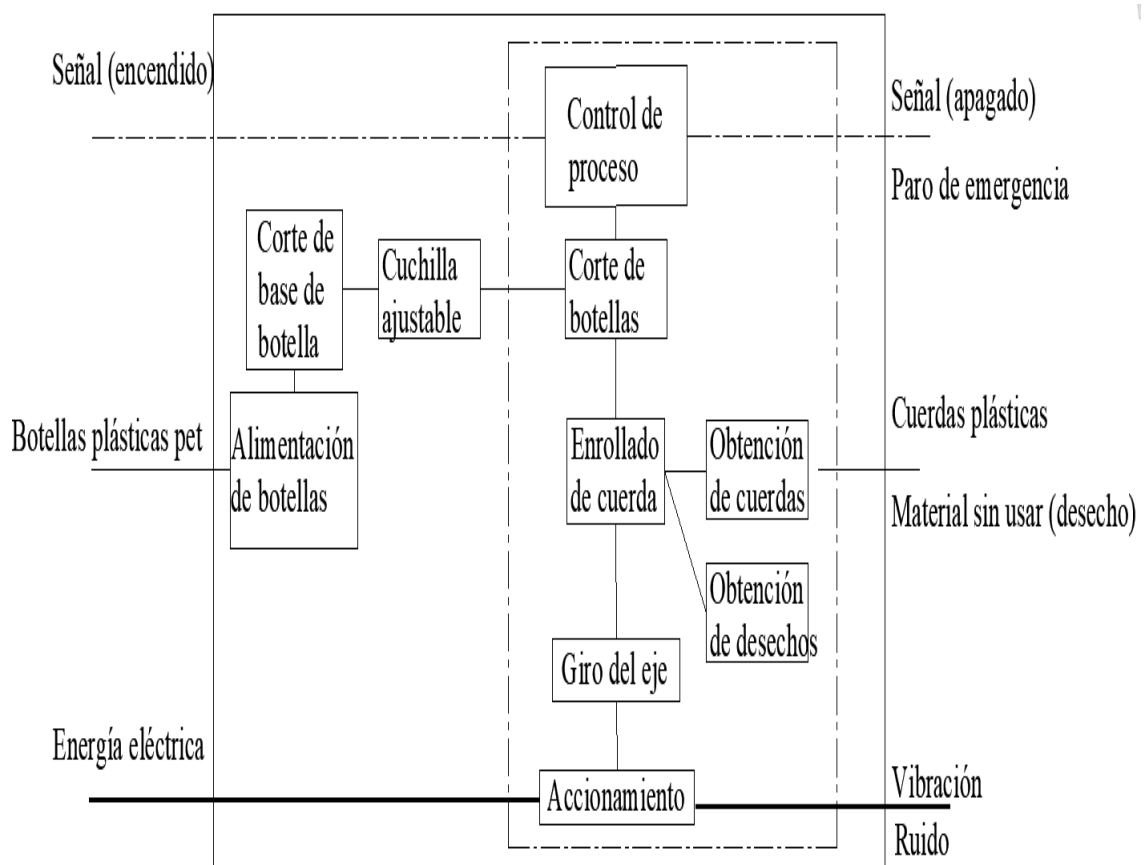 Señal (encendido)
Control de
proceso
Señal (apagado)
Paro de emergencia
Corte de
base de
botella
Cuchilla
ajustable
Corte de
botellas
Botellas plásticas pet
Alimentación
de botellas
Enrollado
de cuerda
Obtención
de cuerdas
Cuerdas plásticas
Material sin usar (desecho)
Obtención
de desechos
Giro del eje
Energía eléctrica
Accionamiento
Vibración
Ruido